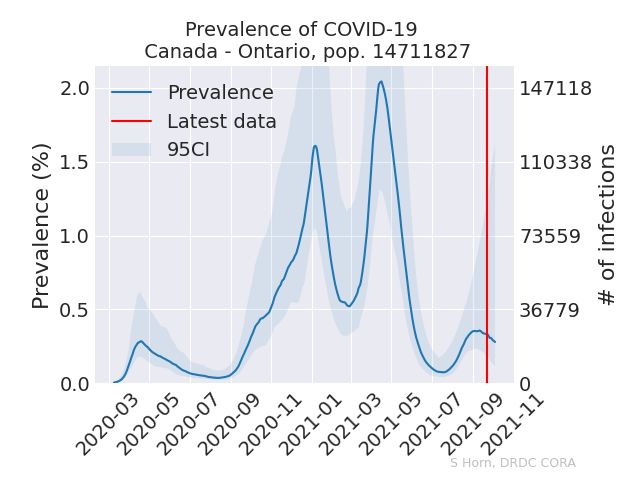 Prevalence of COVID-19
Canada - Ontario, pop. 14711827
Prevalence (%)
2.0
1.5
1.0
0.5
0.0
Prevalence
Latest data
95CI
147118
110338
73559
36779
0
# of infections
2020-03
2020-05
2020-07
2020-09
2020-11
2021-01
2021-03
2021-05
2021-07
2021-09
2021-11
S Horn, DRDC CORA